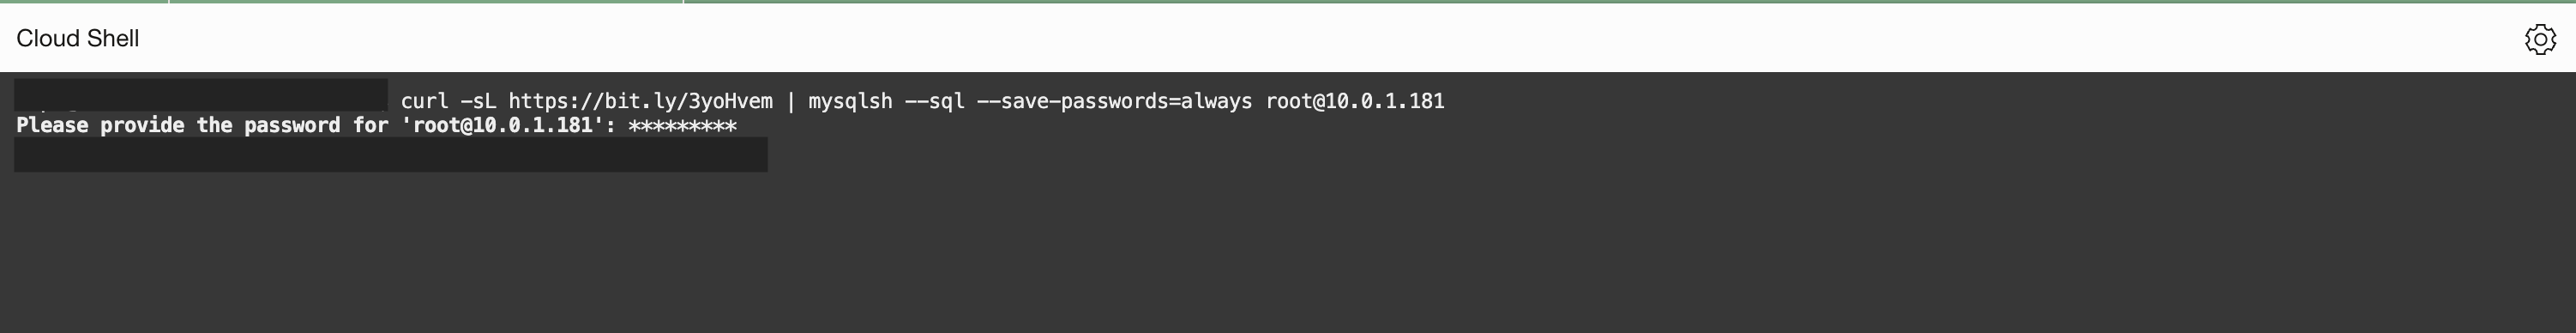 Cloud Shell
curl -sL https://bit.ly/3yoHvem | mysqlsh --sql --save-passwords=always root@10.0.1.181
Please provide the password for 'root@10.0.1.181': *********